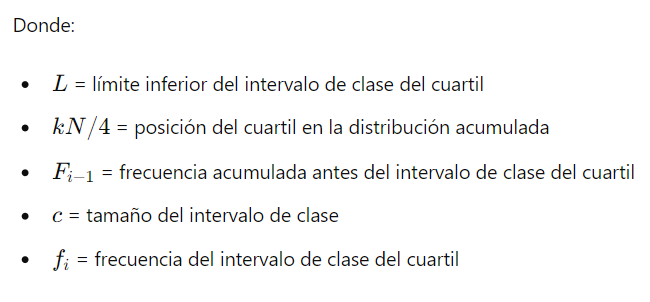 Donde:
• L = límite inferior del intervalo de clase del cuartil
• kN/4 = posición del cuartil en la distribución acumulada
• F_{i−1} = frecuencia acumulada antes del intervalo de clase del cuartil
• c = tamaño del intervalo de clase
• f_i = frecuencia del intervalo de clase del cuartil